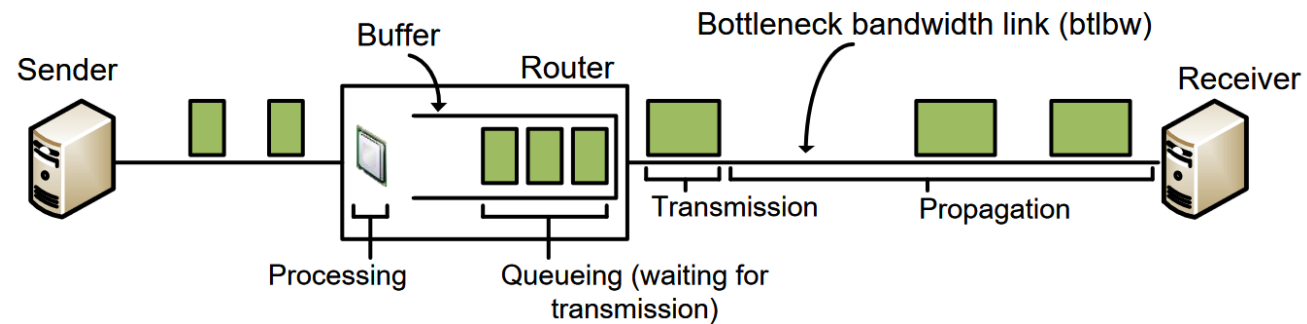 Bottleneck bandwidth link (btlbw)
Buffer
Sender
Router
Receiver
Transmission
Propagation
Processing
Queueing (waiting for
transmission)